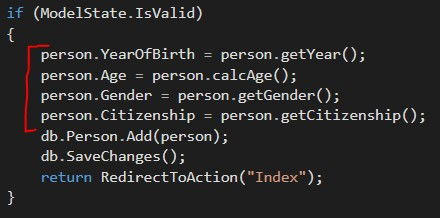 if (ModelState.IsValid)
{
person.YearOfBirth = person.getYear();
person.Age = person.calcAge();
person.Gender = person.getGender();
person.Citizenship = person.getCitizenship();
db.Person.Add(person);
db.SaveChanges();
return RedirectToAction("Index");
}